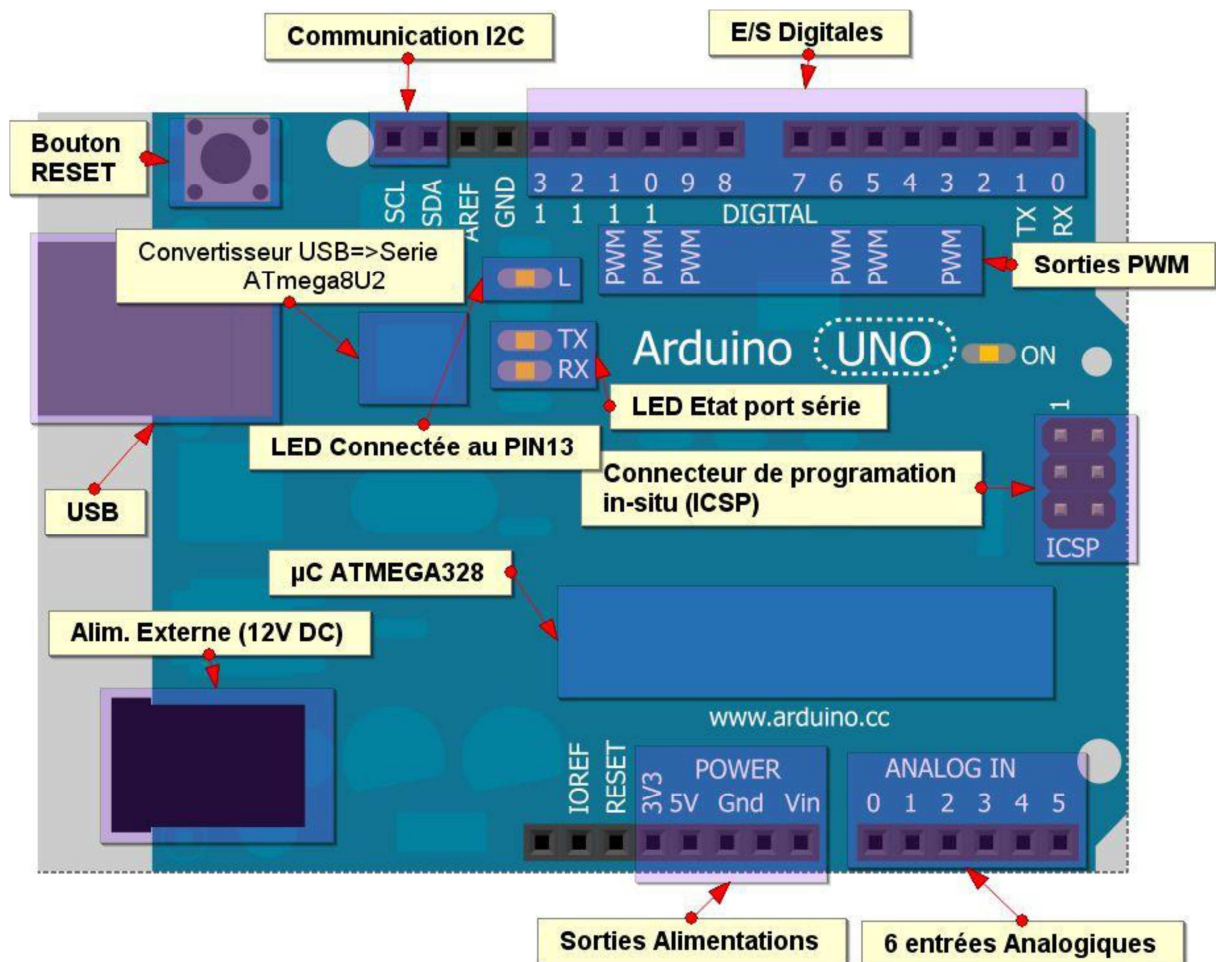 Communication I2C
E/S Digitales
Bouton
RESET
SCL
SDA
AREF
GND
3 2 1 0 9 8 7 6 5 4 3 2 1 0
1 1 1 1
DIGITAL
TX
RX
Convertisseur USB=>Serie
ATmega8U2
L
PWM
PWM
PWM
PWM
PWM
PWM
Sorties PWM
TX
RX
Arduino UNO
ON
LED Etat port série
1
LED Connectée au PIN13
Connecteur de programation
in-situ (ICSP)
USB
ICSP
µC ATMEGA328
Alim. Externe (12V DC)
www.arduino.cc
IOREF
RESET
3V3
POWER
5V Gnd Vin
ANALOG IN
0 1 2 3 4 5
Sorties Alimentations
6 entrées Analogiques